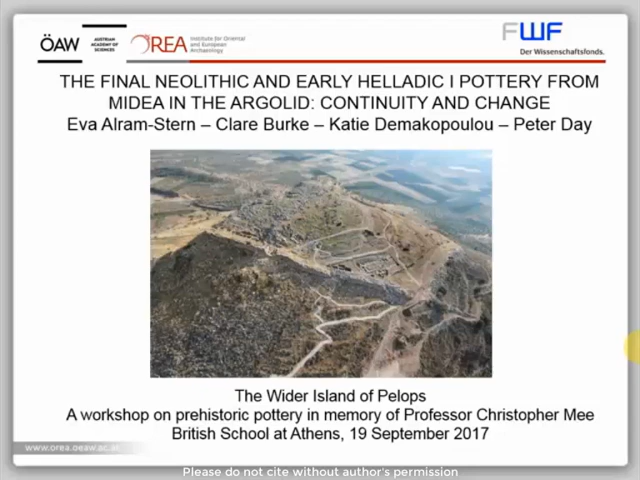 ÖAW
AUSTRIAN
ACADEMY OF
SCIENCES
OREA
Institute for Oriental
and European
Archaeology
FWF
Der Wissenschaftsfonds.
THE FINAL NEOLITHIC AND EARLY HELLADIC I POTTERY FROM
MIDEA IN THE ARGOLID: CONTINUITY AND CHANGE
Eva Alram-Stern – Clare Burke – Katie Demakopoulou – Peter Day
The Wider Island of Pelops
A workshop on prehistoric pottery in memory of Professor Christopher Mee
British School at Athens, 19 September 2017
www.orea.oeaw.ac.at
Please do not cite without author's permission